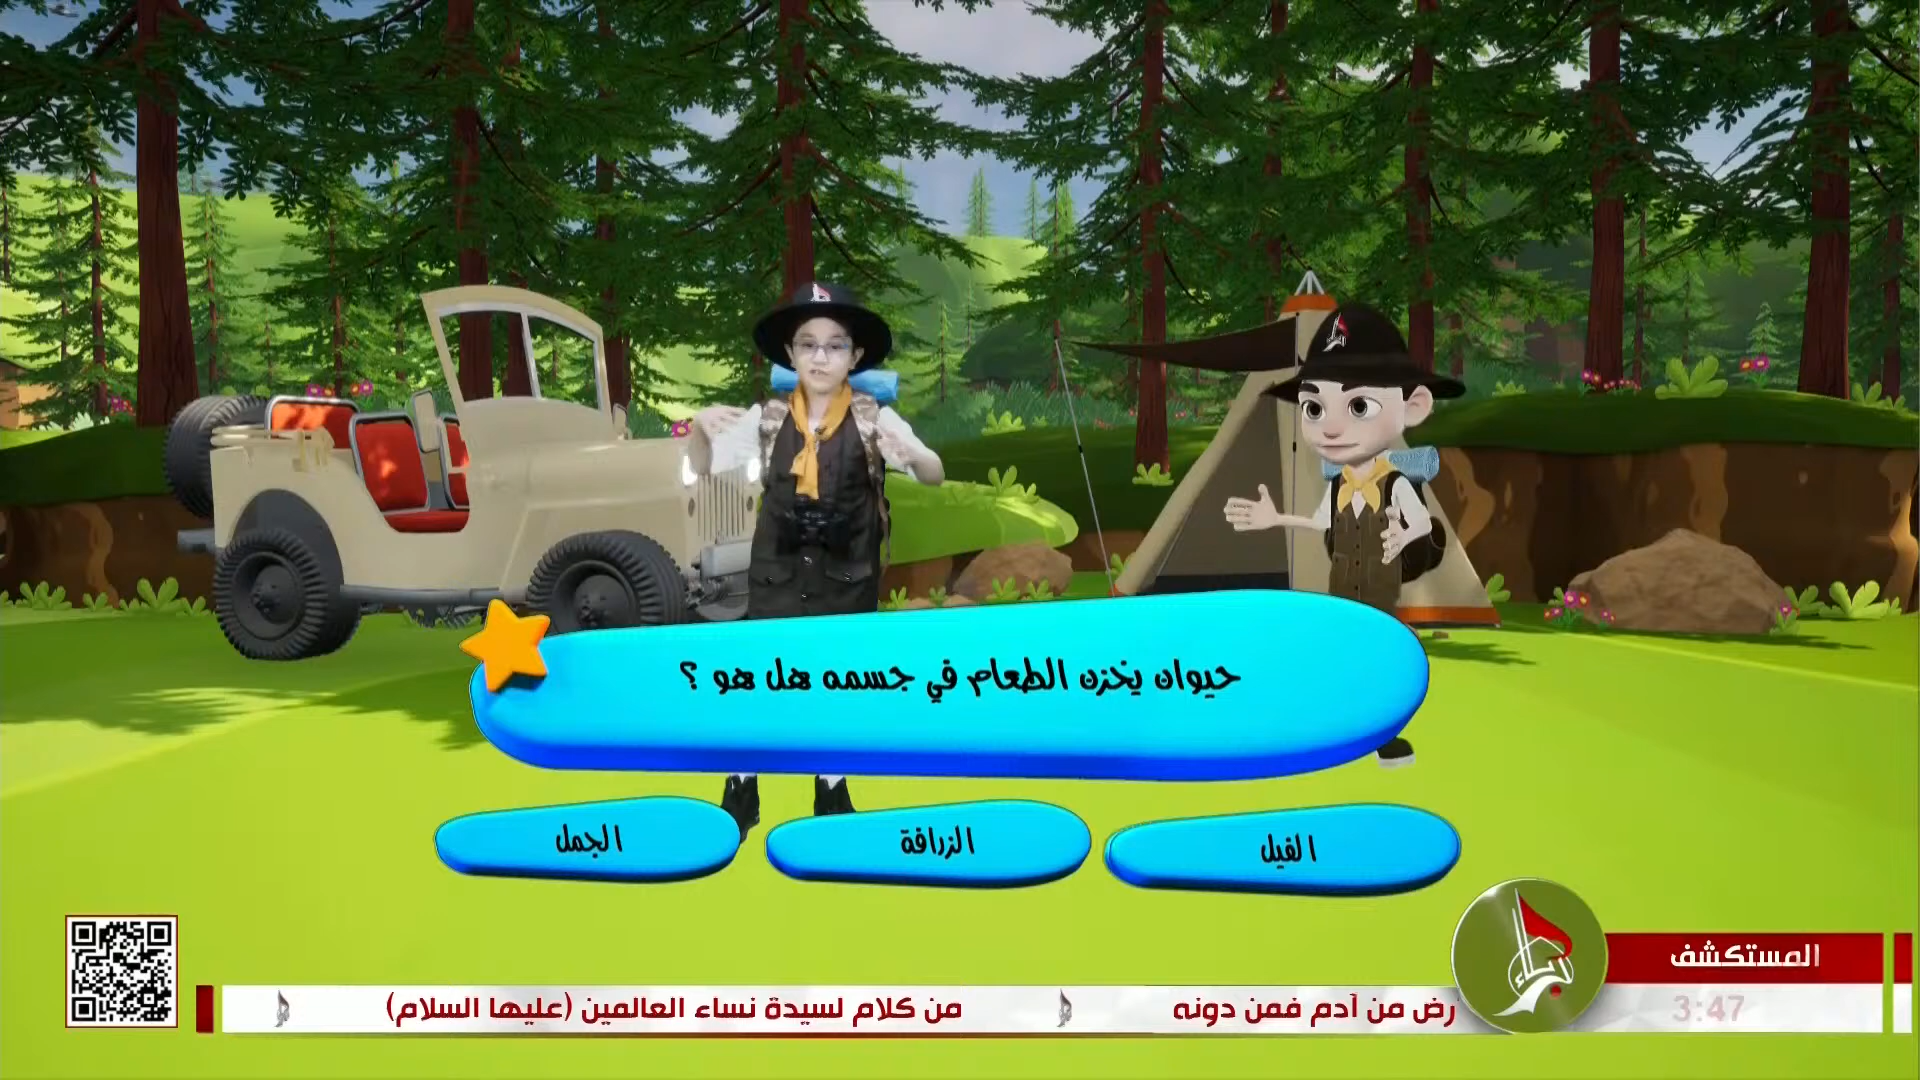 حيوان يخزن الطعام في جسمه هل هو ؟
الفيل
الزرافة
الجمل
المستكشف
3:47
رض من آدم فمن دونه
من كلام لسيدة نساء العالمين (عليها السلام)